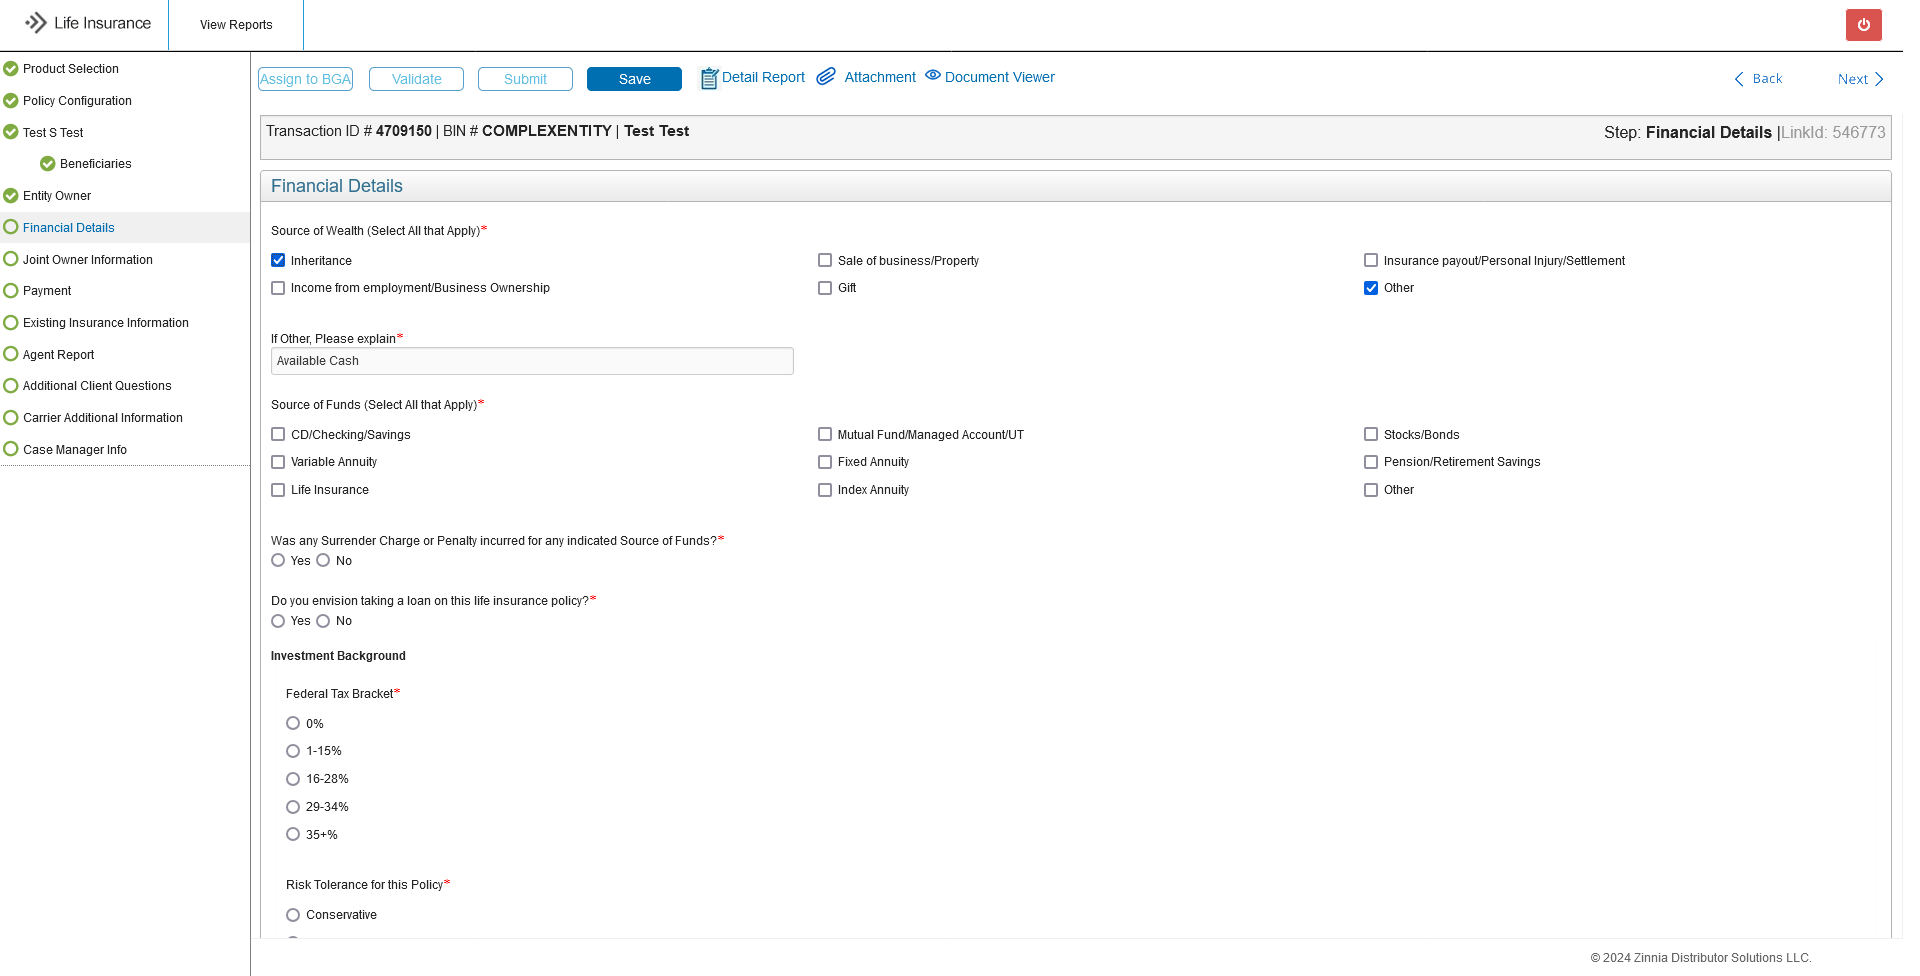 Life Insurance
View Reports
Product Selection
Policy Configuration
Test S Test
Beneficiaries
Entity Owner
Financial Details
Joint Owner Information
Payment
Existing Insurance Information
Agent Report
Additional Client Questions
Carrier Additional Information
Case Manager Info
Assign to BGA Validate Submit Save Detail Report Attachment Document Viewer Back Next
Transaction ID # 4709150 | BIN # COMPLEXENTITY | Test Test Step: Financial Details |LinkId: 546773
Financial Details
Source of Wealth (Select All that Apply)*
Inheritance Sale of business/Property Insurance payout/Personal Injury/Settlement
Income from employment/Business Ownership Gift Other
If Other, Please explain*
Available Cash
Source of Funds (Select All that Apply)*
CD/Checking/Savings Mutual Fund/Managed Account/UT Stocks/Bonds
Variable Annuity Fixed Annuity Pension/Retirement Savings
Life Insurance Index Annuity Other
Was any Surrender Charge or Penalty incurred for any indicated Source of Funds?*
Yes No
Do you envision taking a loan on this life insurance policy?*
Yes No
Investment Background
Federal Tax Bracket*
0%
1-15%
16-28%
29-34%
35+%
Risk Tolerance for this Policy*
Conservative
© 2024 Zinnia Distributor Solutions LLC.